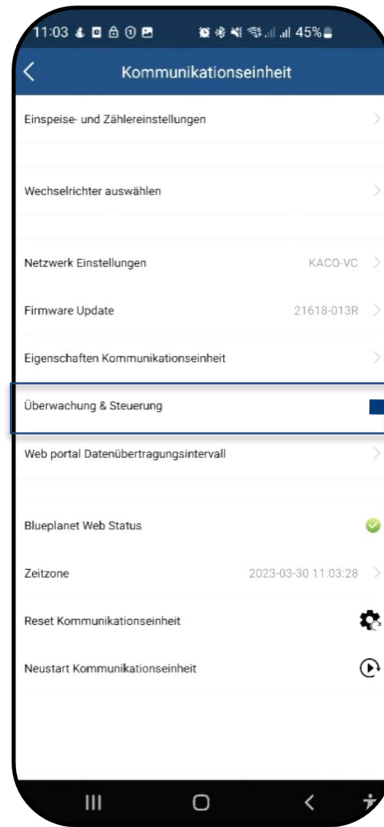 11:03 45%
Kommunikationseinheit
Einspeise- und Zählereinstellungen
Wechselrichter auswählen
Netzwerk Einstellungen KACO-VC
Firmware Update 21618-013R
Eigenschaften Kommunikationseinheit
Überwachung & Steuerung
Web portal Datenübertragungsintervall
Blueplanet Web Status
Zeitzone 2023-03-30 11:03:28
Reset Kommunikationseinheit
Neustart Kommunikationseinheit